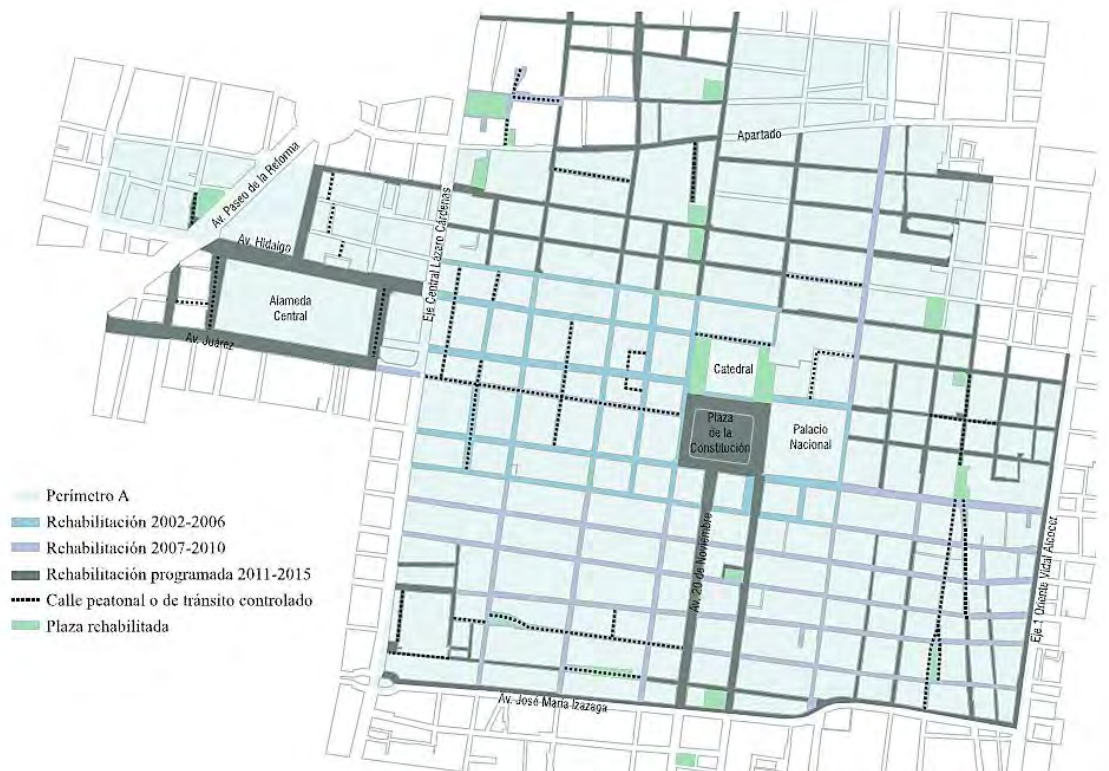 Apartado
Av. Paseo de la Reforma
Av. Hidalgo
Eje Central Lázaro Cárdenas
Alameda
Central
Av. Juárez
Catedral
Plaza
de la
Constitución
Palacio
Nacional
Av. 20 de Noviembre
Eje 1 Oriente Vidal Alcocer
Av. José María Izazaga
Perímetro A
Rehabilitación 2002-2006
Rehabilitación 2007-2010
Rehabilitación programada 2011-2015
Calle peatonal o de tránsito controlado
Plaza rehabilitada